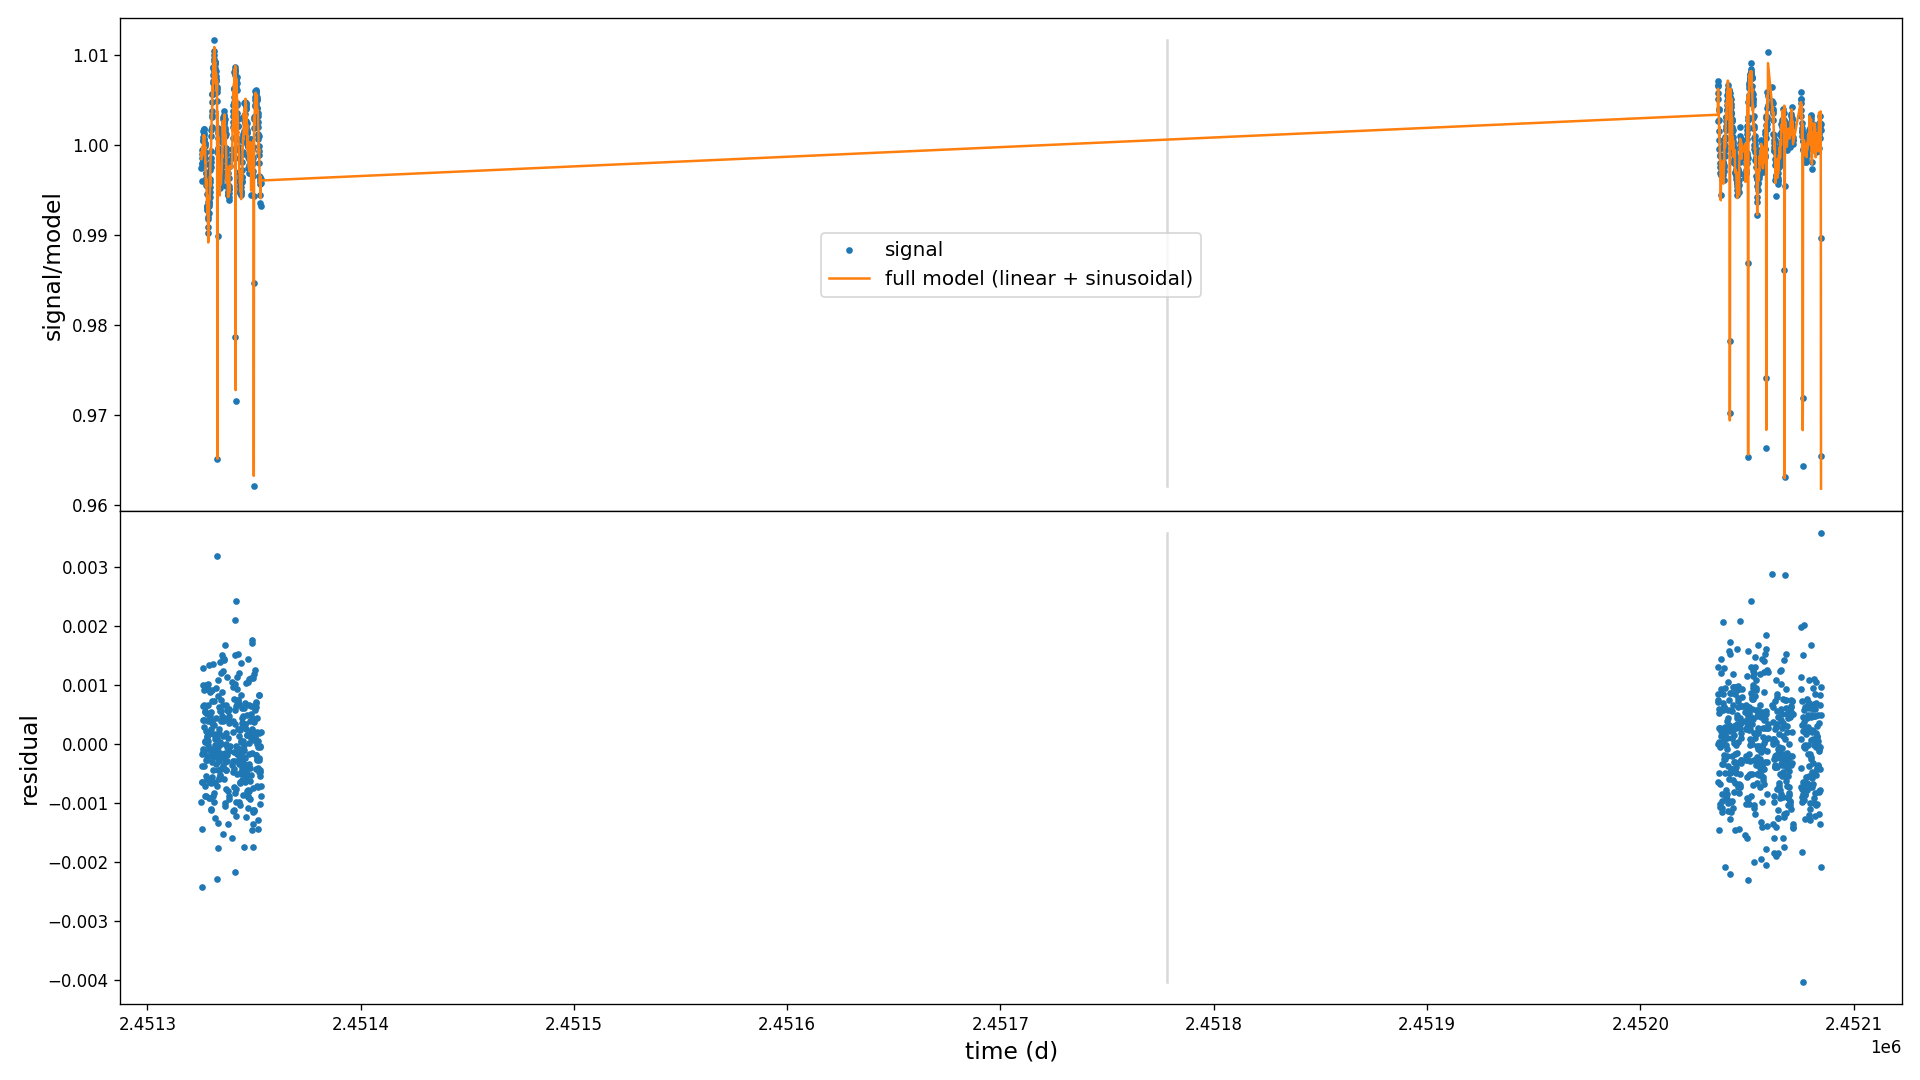 1.01
1.00
0.99
0.98
0.97
0.96
signal/model
signal
full model (linear + sinusoidal)
0.003
0.002
0.001
0.000
−0.001
−0.002
−0.003
−0.004
residual
2.4513 2.4514 2.4515 2.4516 2.4517 2.4518 2.4519 2.4520 2.4521
1e6
time (d)